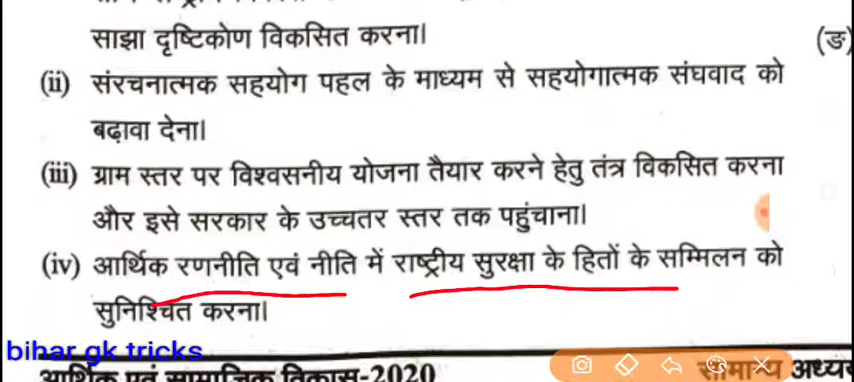 साझा दृष्टिकोण विकसित करना।
(ङ)
(ii) संरचनात्मक सहयोग पहल के माध्यम से सहयोगात्मक संघवाद को
बढ़ावा देना।
(iii) ग्राम स्तर पर विश्वसनीय योजना तैयार करने हेतु तंत्र विकसित करना
और इसे सरकार के उच्चतर स्तर तक पहुंचाना।
(iv) आर्थिक रणनीति एवं नीति में राष्ट्रीय सुरक्षा के हितों के सम्मिलन को
सुनिश्चित करना।
bihar gk tricks
आर्थिक एवं सामाजिक विकास-2020